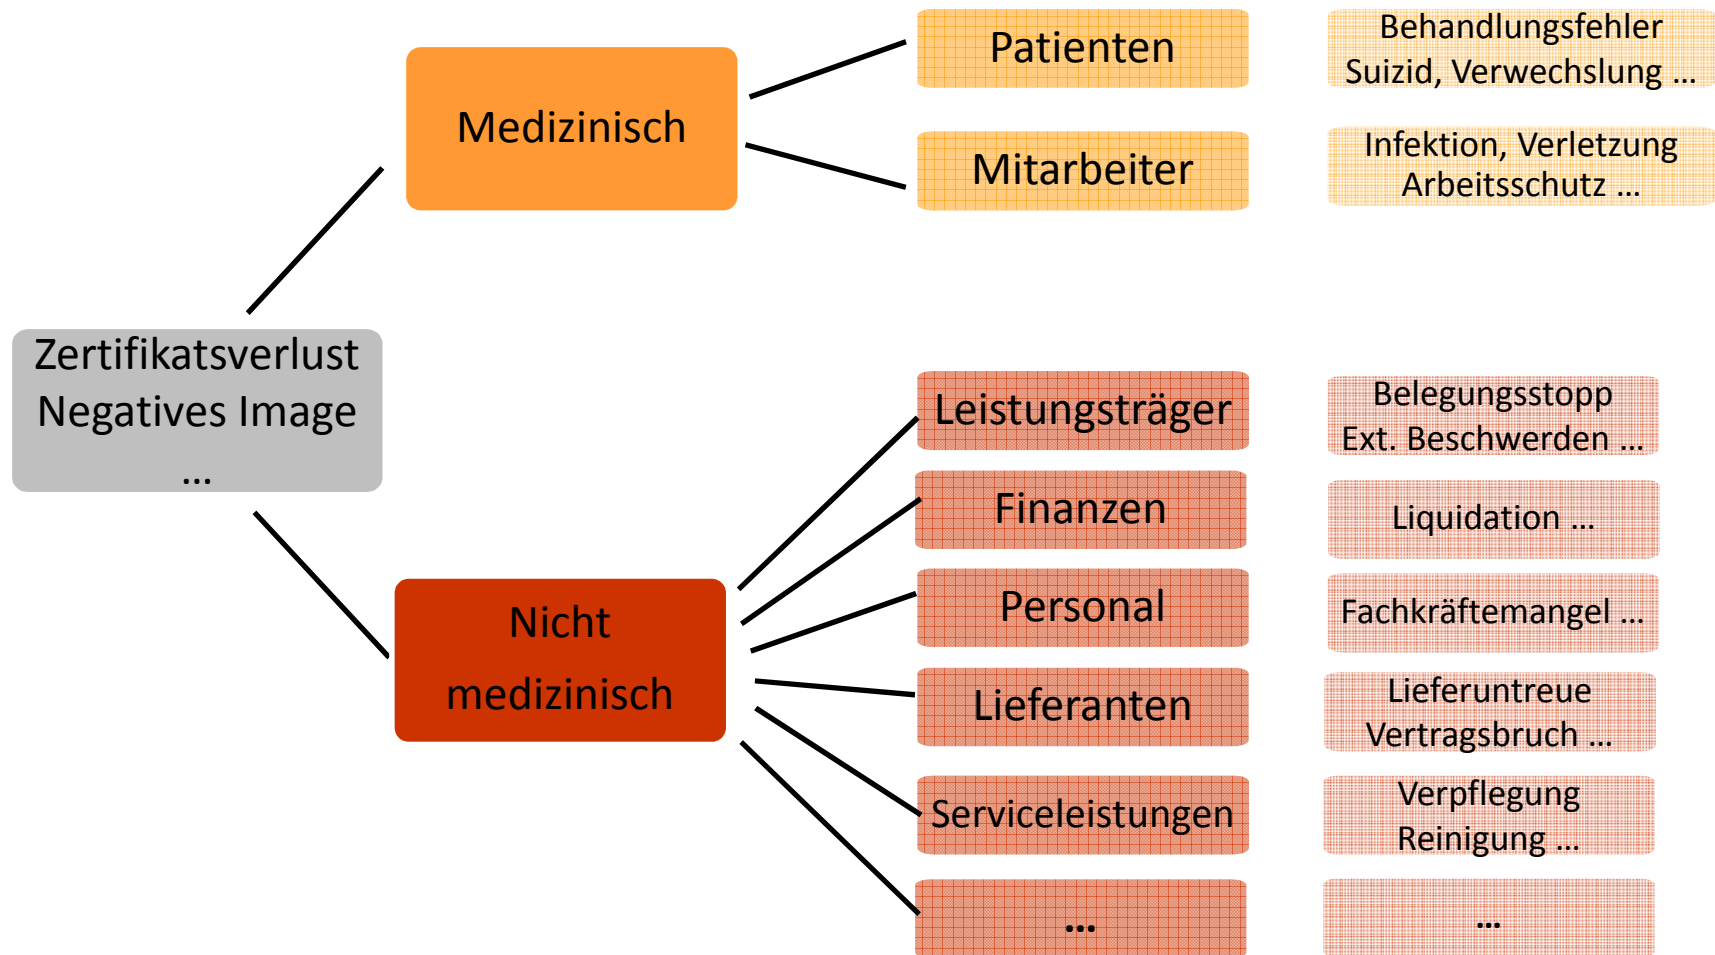 Zertifikatsverlust
Negatives Image
...
Medizinisch
Patienten
Behandlungsfehler
Suizid, Verwechslung ...
Mitarbeiter
Infektion, Verletzung
Arbeitsschutz ...
Nicht
medizinisch
Leistungsträger
Belegungsstopp
Ext. Beschwerden ...
Finanzen
Liquidation ...
Personal
Fachkräftemangel ...
Lieferanten
Lieferuntreue
Vertragsbruch ...
Serviceleistungen
Verpflegung
Reinigung ...
...
...